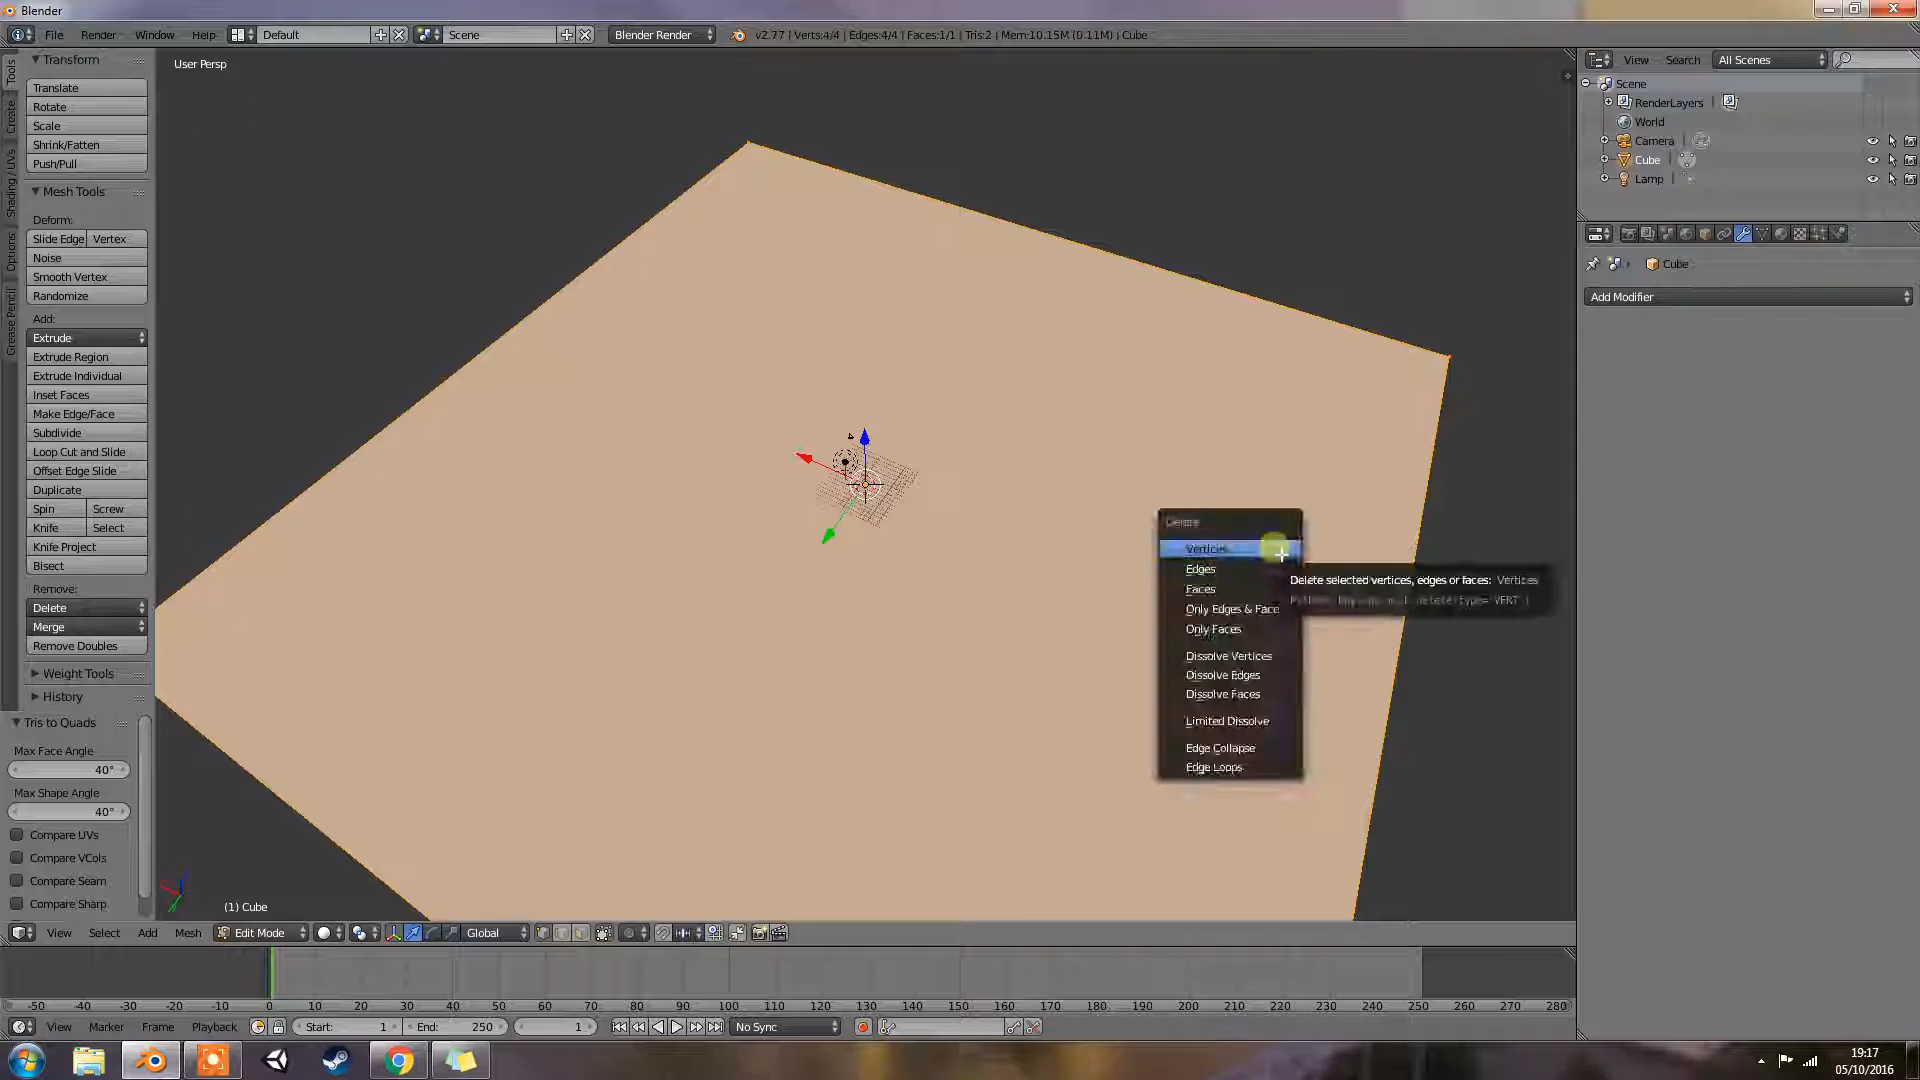 Blender
File Render Window Help Default Scene Blender Render v2.77 | Verts:4/4 | Edges:4/4 | Faces:1/1 | Tris:2 | Mem:10.15M (0.11M) | Cube
User Persp
Tools
Create
Shading / UVs
Options
Grease Pencil
Transform
Translate
Rotate
Scale
Shrink/Fatten
Push/Pull
Mesh Tools
Deform:
Slide Edge Vertex
Noise
Smooth Vertex
Randomize
Add:
Extrude
Extrude Region
Extrude Individual
Inset Faces
Make Edge/Face
Subdivide
Loop Cut and Slide
Offset Edge Slide
Duplicate
Spin Screw
Knife Select
Knife Project
Bisect
Remove:
Delete
Merge
Remove Doubles
Weight Tools
History
Tris to Quads
Max Face Angle
40°
Max Shape Angle
40°
Compare UVs
Compare VCols
Compare Seam
Compare Sharp
Delete
Vertices
Edges
Faces
Only Edges & Face
Only Faces
Dissolve Vertices
Dissolve Edges
Dissolve Faces
Limited Dissolve
Edge Collapse
Edge Loops
Delete selected vertices, edges or faces: Vertices
(1) Cube
View Search All Scenes
Scene
RenderLayers
World
Camera
Cube
Lamp
Cube
Add Modifier
View Select Add Mesh Edit Mode Global
-50 -40 -30 -20 -10 0 10 20 30 40 50 60 70 80 90 100 110 120 130 140 150 160 170 180 190 200 210 220 230 240 250 260 270 280
View Marker Frame Playback Start: 1 End: 250 1 No Sync
19:17
05/10/2016